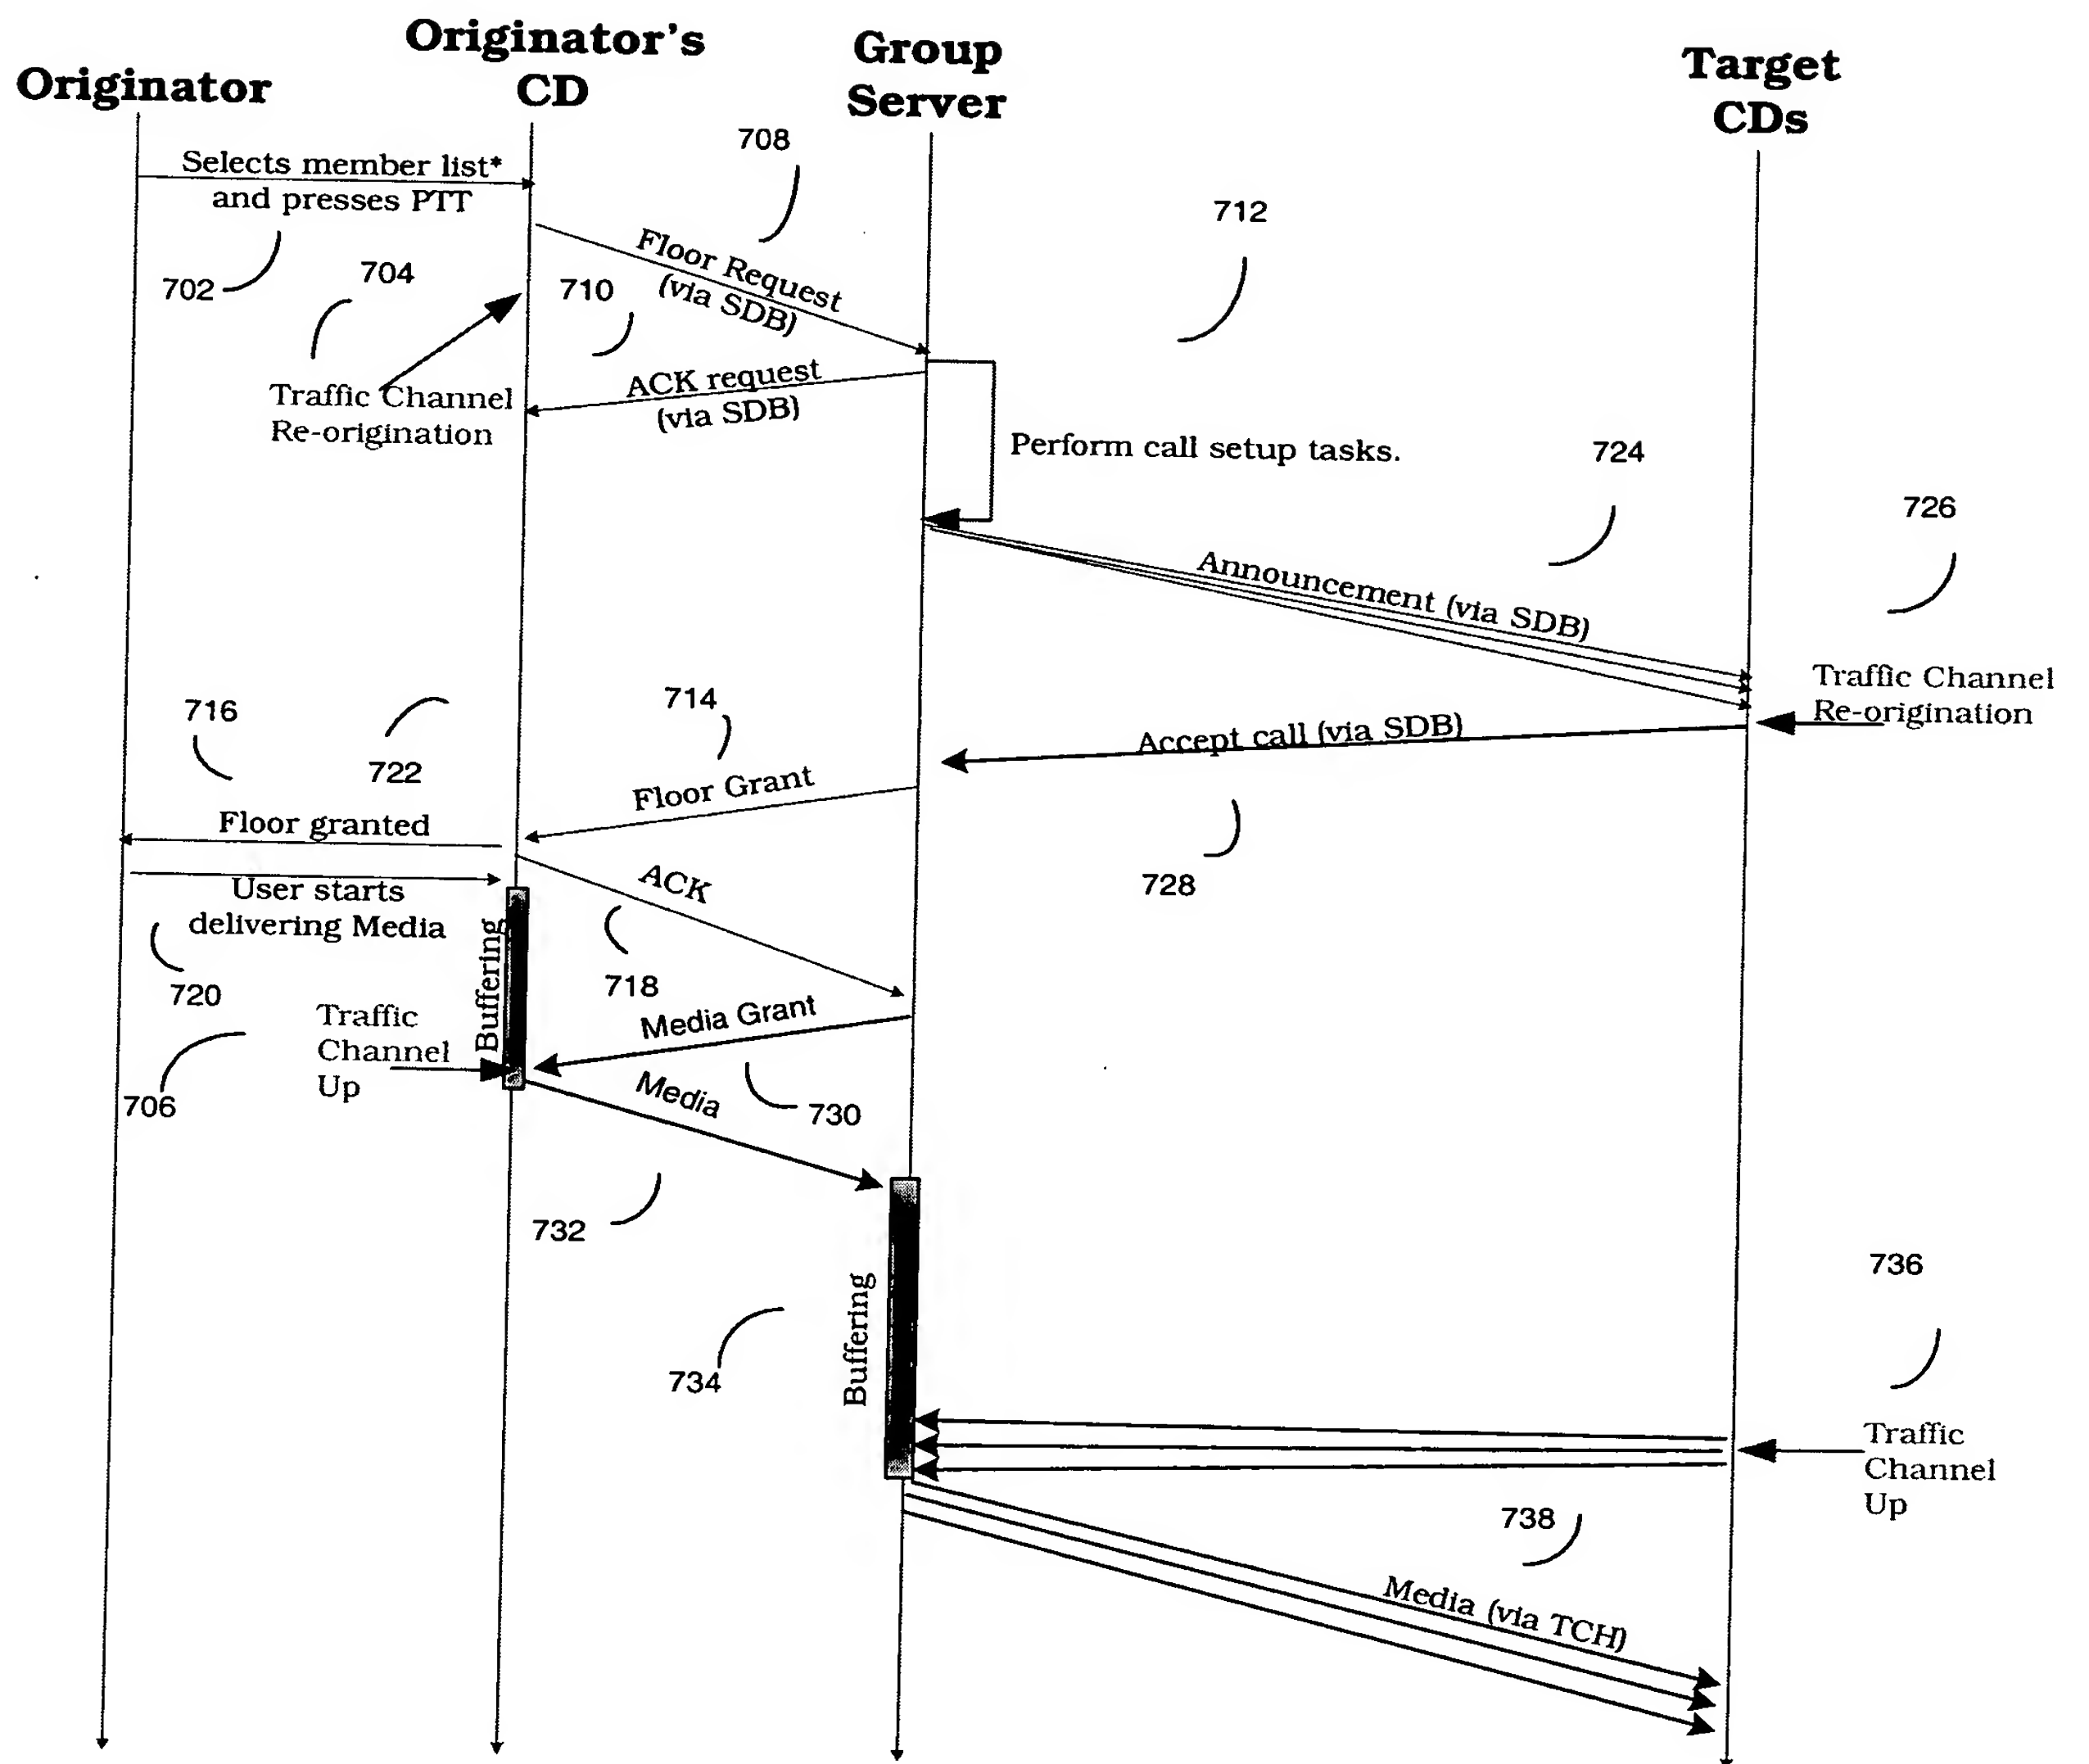 Originator
Originator's
CD
Group
Server
Target
CDs
Selects member list*
and presses PTT
702
704
708
Floor Request
(via SDB)
710
712
Traffic Channel
Re-origination
ACK request
(via SDB)
Perform call setup tasks.
724
726
Announcement (via SDB)
Traffic Channel
Re-origination
716
722
714
Accept call (via SDB)
Floor Grant
728
Floor granted
User starts
delivering Media
ACK
718
720
Buffering
Traffic
Channel
Up
706
Media Grant
Media
730
732
734
Buffering
736
Traffic
Channel
Up
738
Media (via TCH)